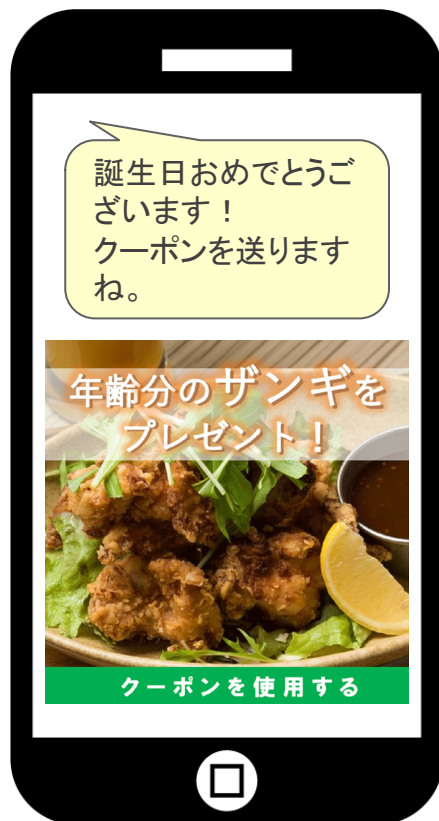 誕生日おめでとうご
ざいます！
クーポンを送ります
ね。
年齢分のザンギを
プレゼント！
クーポンを使用する